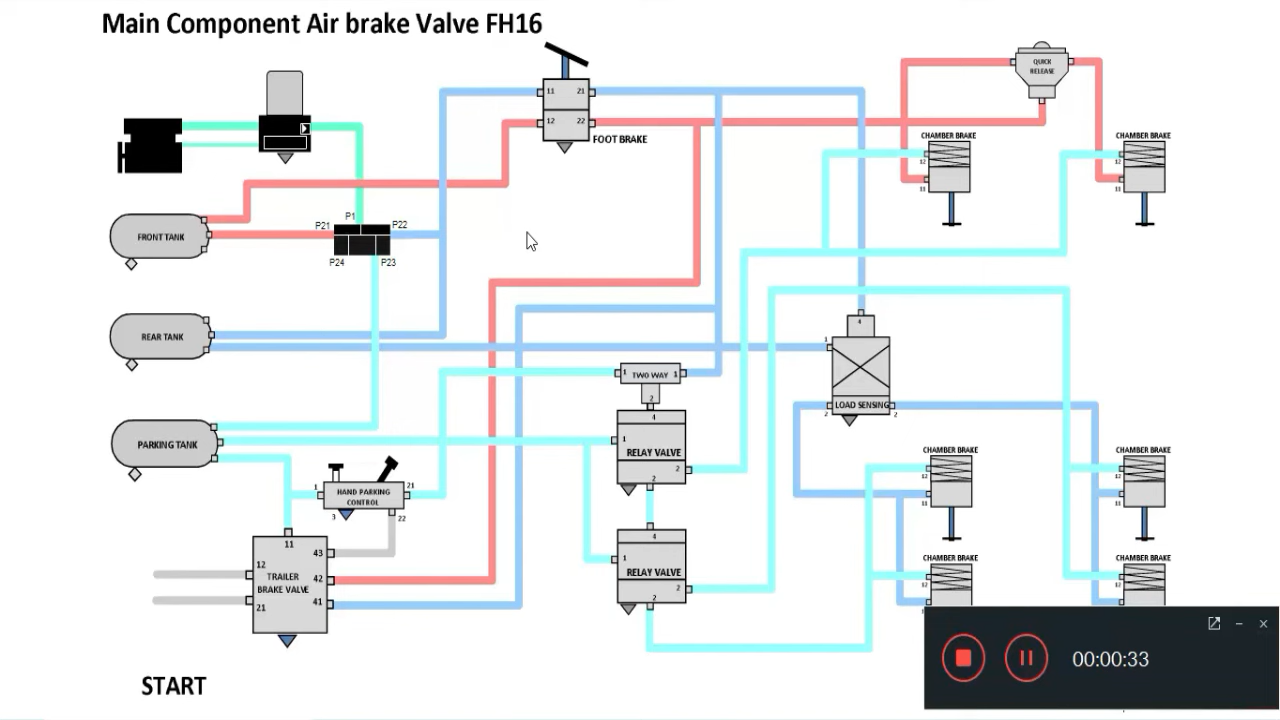 Main Component Air brake Valve FH16
QUICK
RELEASE
11
21
12
22
FOOT BRAKE
CHAMBER BRAKE
12
11
CHAMBER BRAKE
12
11
P1
P21
P22
P24
P23
FRONT TANK
REAR TANK
PARKING TANK
4
1
LOAD SENSING
2
2
1
TWO WAY
1
2
4
1
RELAY VALVE
2
2
4
1
RELAY VALVE
2
2
1
HAND PARKING
CONTROL
21
3
22
11
12
43
TRAILER
BRAKE VALVE
42
21
41
CHAMBER BRAKE
12
11
CHAMBER BRAKE
12
11
CHAMBER BRAKE
12
CHAMBER BRAKE
12
START
00:00:33